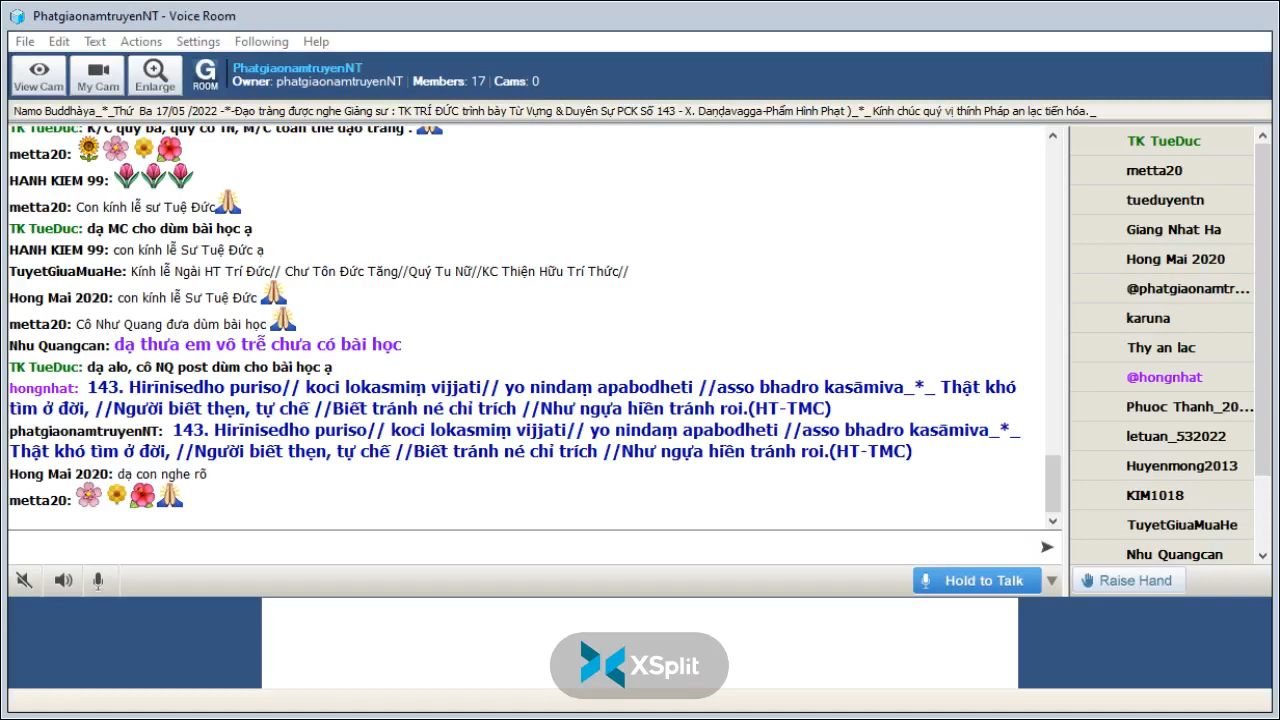 PhatgiaonamtruyenNT - Voice Room
File Edit Text Actions Settings Following Help
View Cam My Cam Enlarge G ROOM
PhatgiaonamtruyenNT
Owner: phatgiaonamtruyenNT | Members: 17 | Cams: 0
Namo Buddhàya_*_Thứ Ba 17/05 /2022 -*-Đạo tràng được nghe Giảng sư : TK TRÍ ĐỨC trình bày Từ Vựng & Duyên Sự PCK Số 143 - X. Daṇḍavagga-Phẩm Hình Phạt )_*_ Kính chúc quý vị thính Pháp an lạc tiến hóa._
TK TueDuc: K/C quý bá, quý cô TN, M/C toàn thể đạo tràng .
metta20:
HANH KIEM 99:
metta20: Con kính lễ sư Tuệ Đức
TK TueDuc: dạ MC cho dùm bài học ạ
HANH KIEM 99: con kính lễ Sư Tuệ Đức ạ
TuyetGiuaMuaHe: Kính lễ Ngài HT Trí Đức// Chư Tôn Đức Tăng//Quý Tu Nữ//KC Thiện Hữu Trí Thức//
Hong Mai 2020: con kính lễ Sư Tuệ Đức
metta20: Cô Như Quang đưa dùm bài học
Nhu Quangcan: dạ thưa em vô trễ chưa có bài học
TK TueDuc: dạ alo, cô NQ post dùm cho bài học ạ
hongnhat: 143. Hirīnisedho puriso// koci lokasmiṃ vijjati// yo nindaṃ apabodheti //asso bhadro kasāmiva_*_ Thật khó
tìm ở đời, //Người biết thẹn, tự chế //Biết tránh né chỉ trích //Như ngựa hiền tránh roi.(HT-TMC)
phatgiaonamtruyenNT: 143. Hirīnisedho puriso// koci lokasmiṃ vijjati// yo nindaṃ apabodheti //asso bhadro kasāmiva_*_
Thật khó tìm ở đời, //Người biết thẹn, tự chế //Biết tránh né chỉ trích //Như ngựa hiền tránh roi.(HT-TMC)
Hong Mai 2020: dạ con nghe rõ
metta20:
TK TueDuc
metta20
tueduyentn
Giang Nhat Ha
Hong Mai 2020
@phatgiaonamtr...
karuna
Thy an lac
@hongnhat
Phuoc Thanh_20...
letuan_532022
Huyenmong2013
KIM1018
TuyetGiuaMuaHe
Nhu Quangcan
Hold to Talk
Raise Hand
XSplit